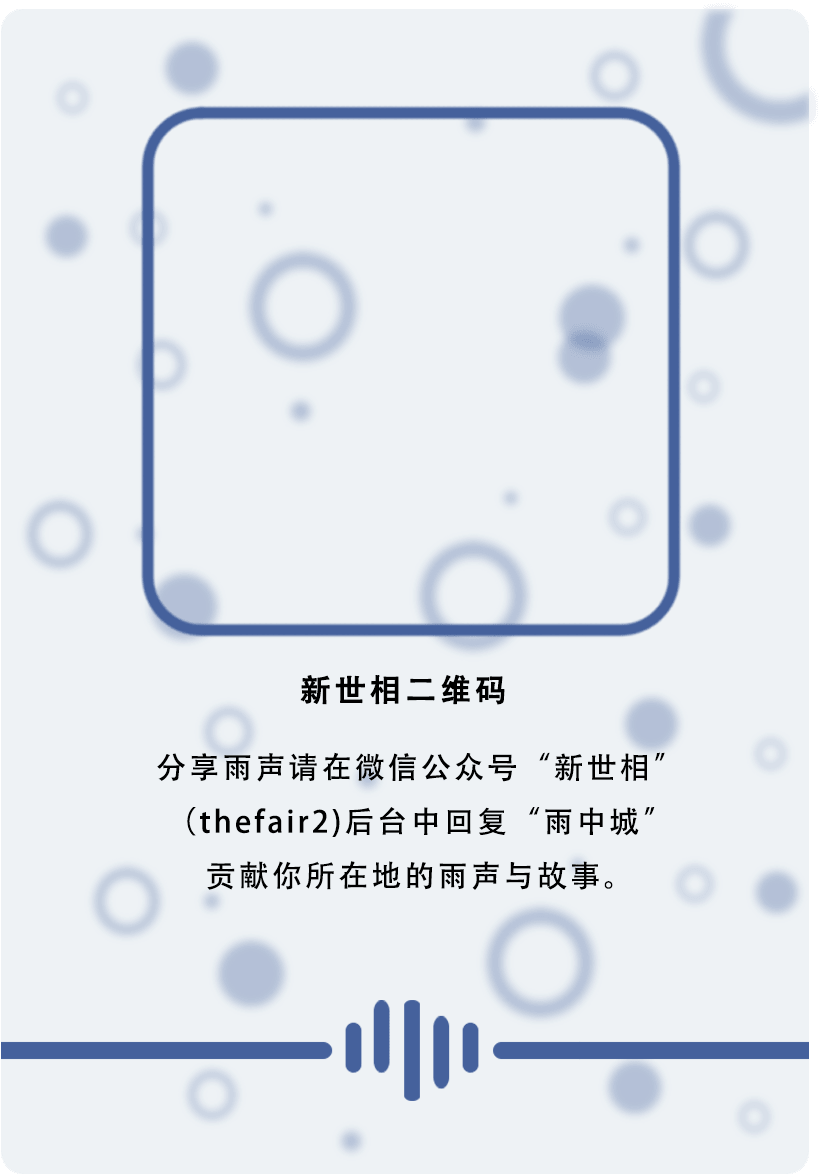 新世相二维码
分享雨声请在微信公众号“新世相”
（thefair2)后台中回复“雨中城”
贡献你所在地的雨声与故事。